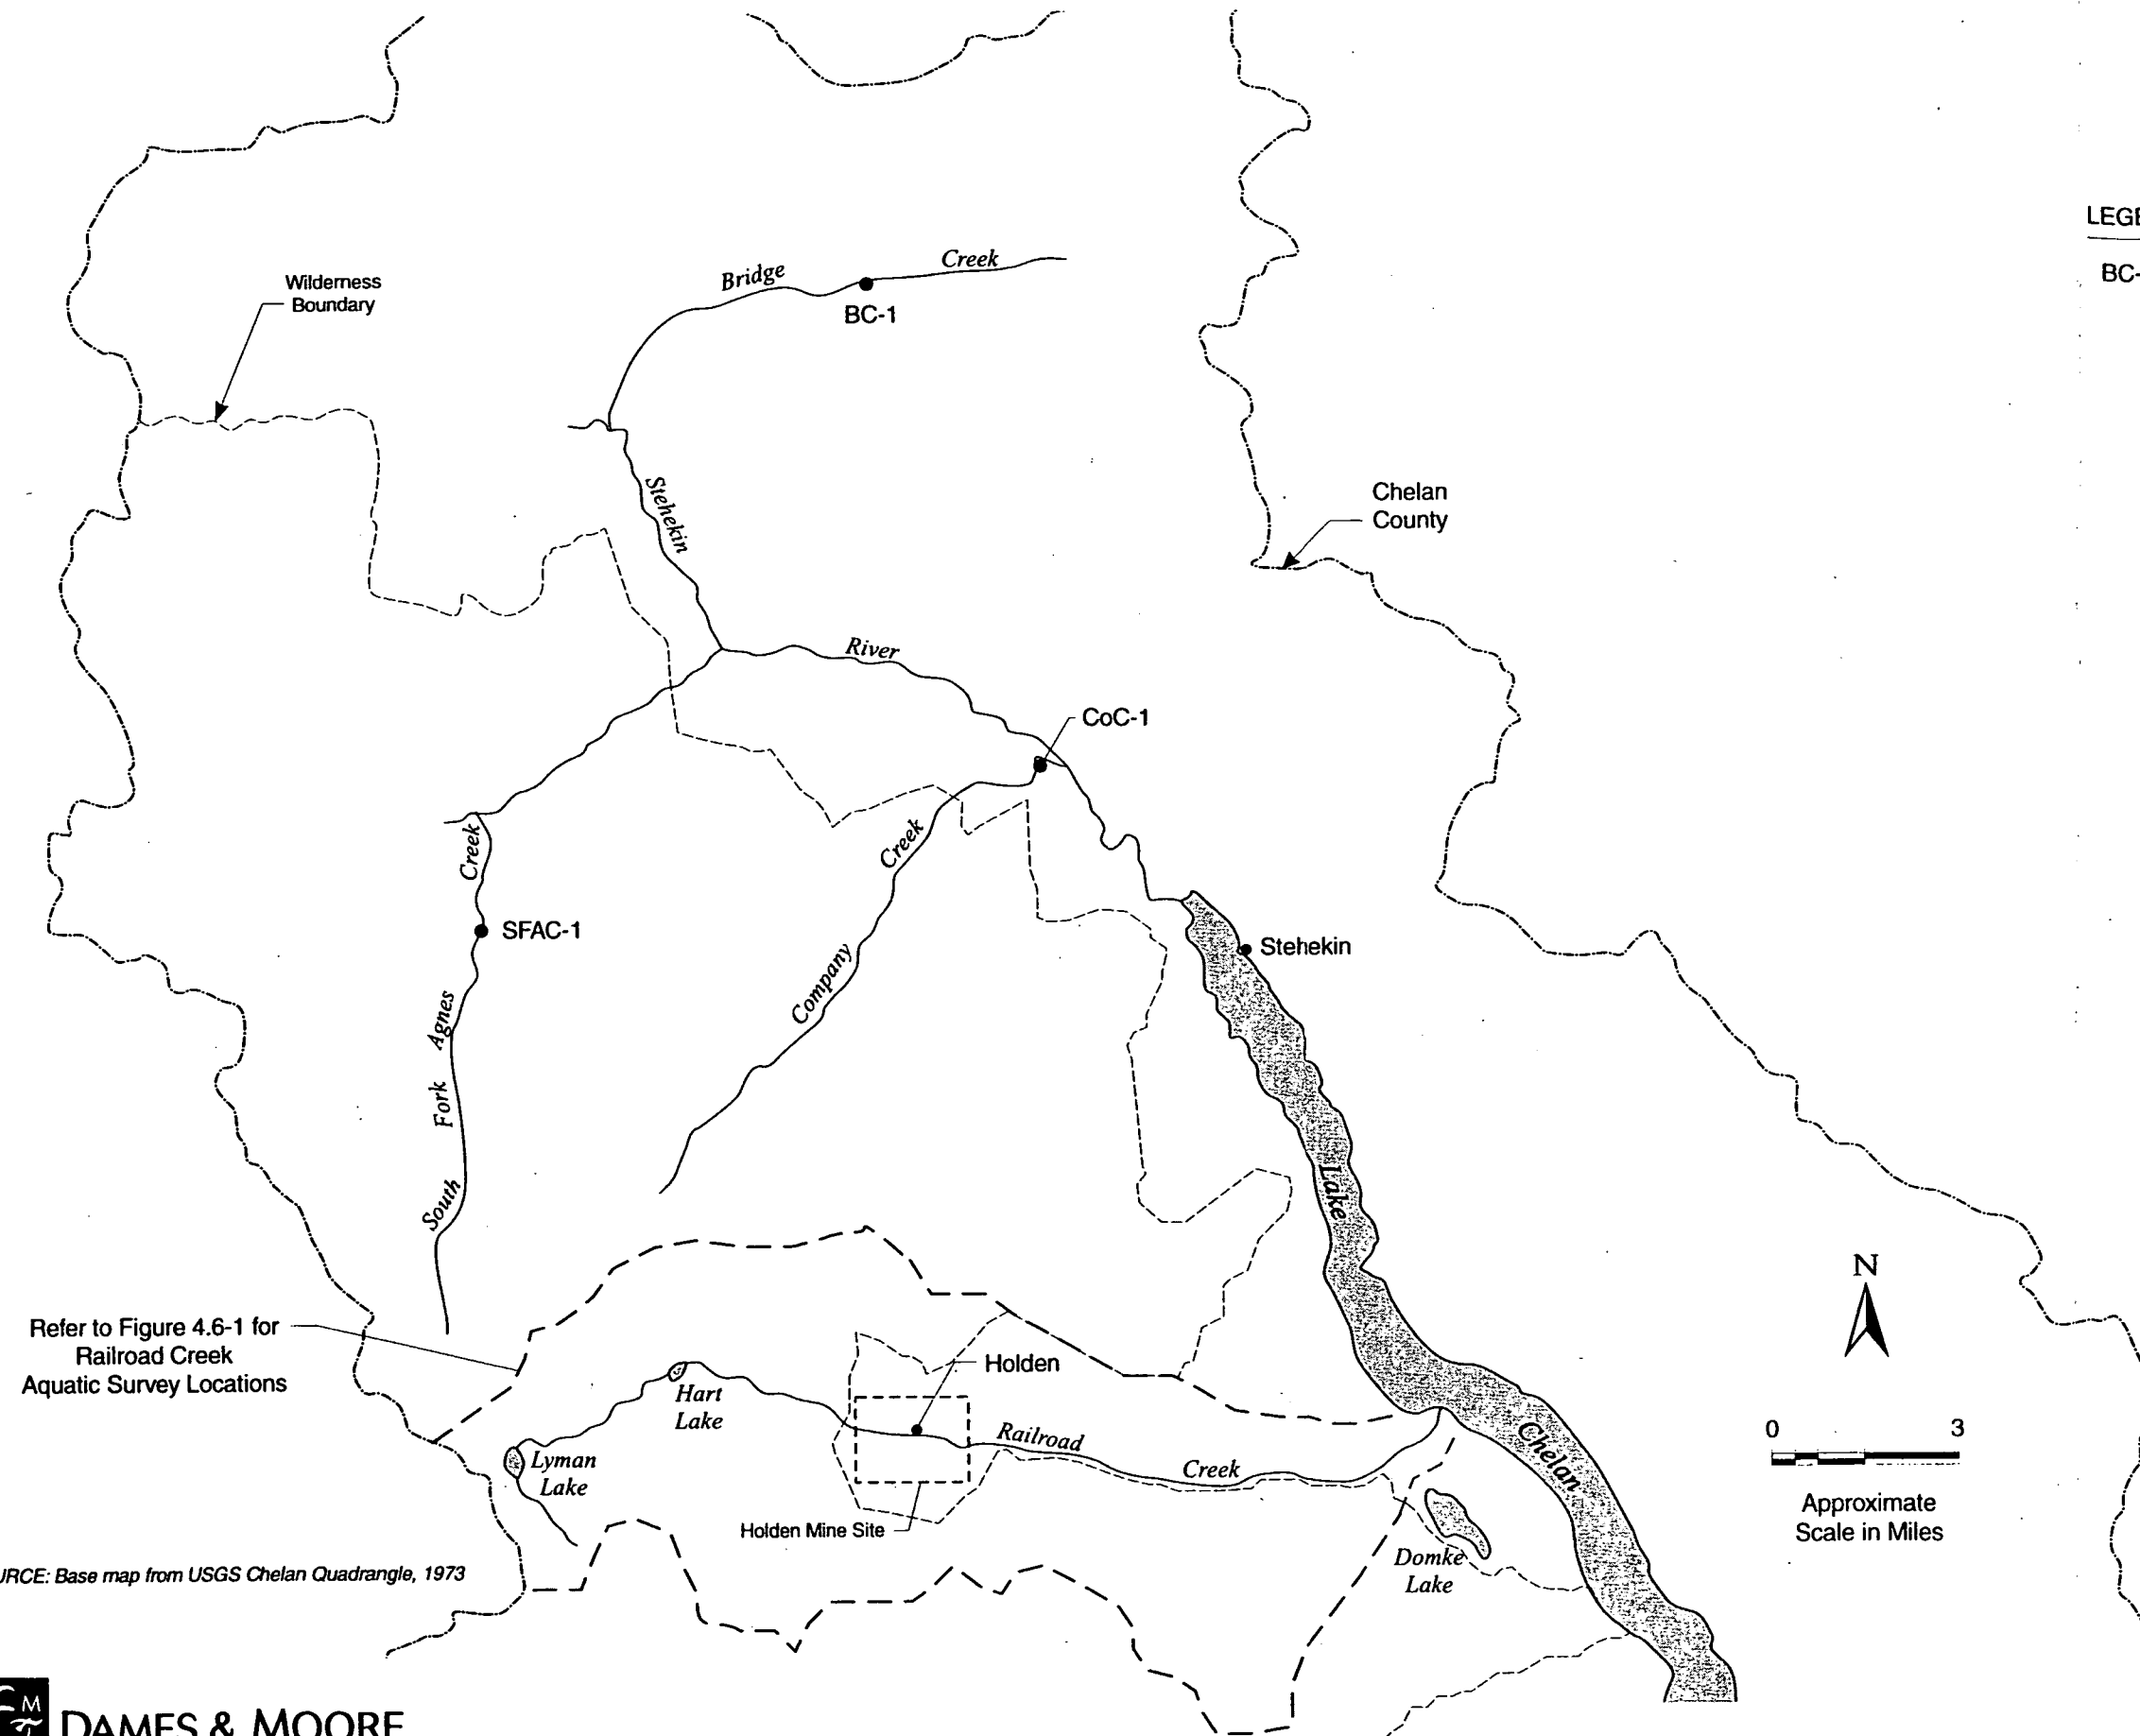 LEGE
BC-
Bridge Creek
BC-1
Wilderness
Boundary
Stehekin River
Chelan
County
CoC-1
South Fork Agnes Creek
SFAC-1
Company Creek
Stehekin
Lake Chelan
N
Refer to Figure 4.6-1 for
Railroad Creek
Aquatic Survey Locations
Hart
Lake
Holden
Lyman
Lake
Railroad Creek
Holden Mine Site
Domke
Lake
0 3
Approximate
Scale in Miles
URCE: Base map from USGS Chelan Quadrangle, 1973
M
DAMES & MOORE